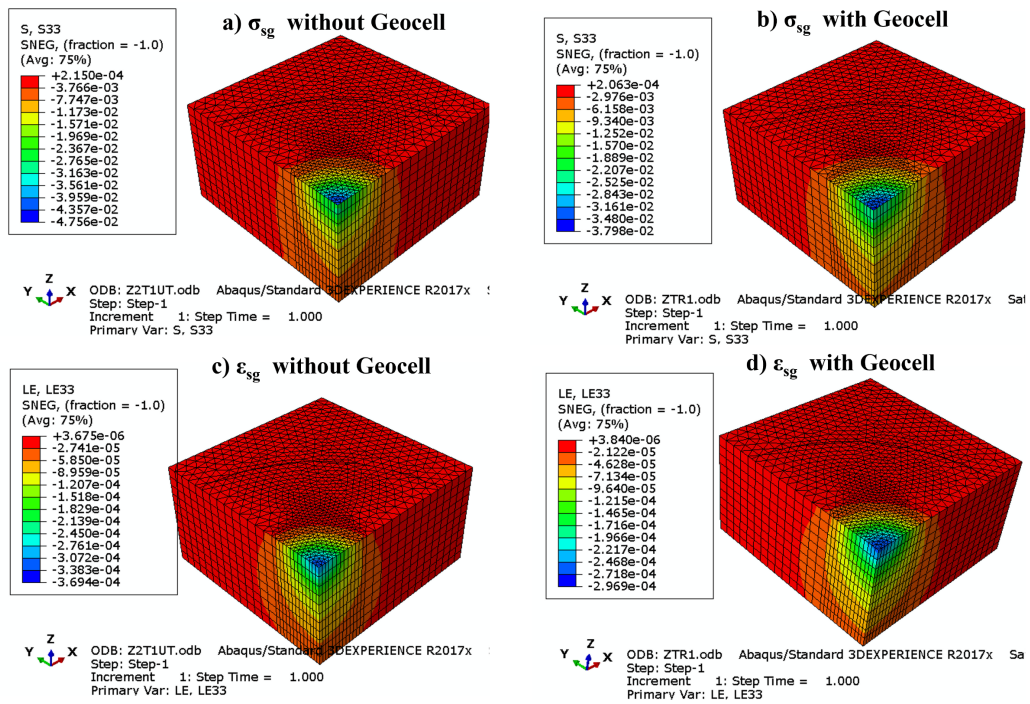 a) σsg without Geocell
S, S33
SNEG, (fraction = -1.0)
(Avg: 75%)
+2.150e-04
-3.766e-03
-7.747e-03
-1.173e-02
-1.571e-02
-1.969e-02
-2.367e-02
-2.765e-02
-3.163e-02
-3.561e-02
-3.959e-02
-4.357e-02
-4.756e-02
Z
Y X
ODB: Z2T1UT.odb Abaqus/Standard 3DEXPERIENCE R2017x
Step: Step-1
Increment 1: Step Time = 1.000
Primary Var: S, S33
b) σsg with Geocell
S, S33
SNEG, (fraction = -1.0)
(Avg: 75%)
+2.063e-04
-2.976e-03
-6.158e-03
-9.340e-03
-1.252e-02
-1.570e-02
-1.889e-02
-2.207e-02
-2.525e-02
-2.843e-02
-3.161e-02
-3.480e-02
-3.798e-02
Z
Y X
ODB: ZTR1.odb Abaqus/Standard 3DEXPERIENCE R2017x Sat
Step: Step-1
Increment 1: Step Time = 1.000
Primary Var: S, S33
c) εsg without Geocell
LE, LE33
SNEG, (fraction = -1.0)
(Avg: 75%)
+3.675e-06
-2.741e-05
-5.850e-05
-8.959e-05
-1.207e-04
-1.518e-04
-1.829e-04
-2.139e-04
-2.450e-04
-2.761e-04
-3.072e-04
-3.383e-04
-3.694e-04
Z
Y X
ODB: Z2T1UT.odb Abaqus/Standard 3DEXPERIENCE R2017x
Step: Step-1
Increment 1: Step Time = 1.000
Primary Var: LE, LE33
d) εsg with Geocell
LE, LE33
SNEG, (fraction = -1.0)
(Avg: 75%)
+3.840e-06
-2.122e-05
-4.628e-05
-7.134e-05
-9.640e-05
-1.215e-04
-1.465e-04
-1.716e-04
-1.966e-04
-2.217e-04
-2.468e-04
-2.718e-04
-2.969e-04
Z
Y X
ODB: ZTR1.odb Abaqus/Standard 3DEXPERIENCE R2017x Sa
Step: Step-1
Increment 1: Step Time = 1.000
Primary Var: LE, LE33